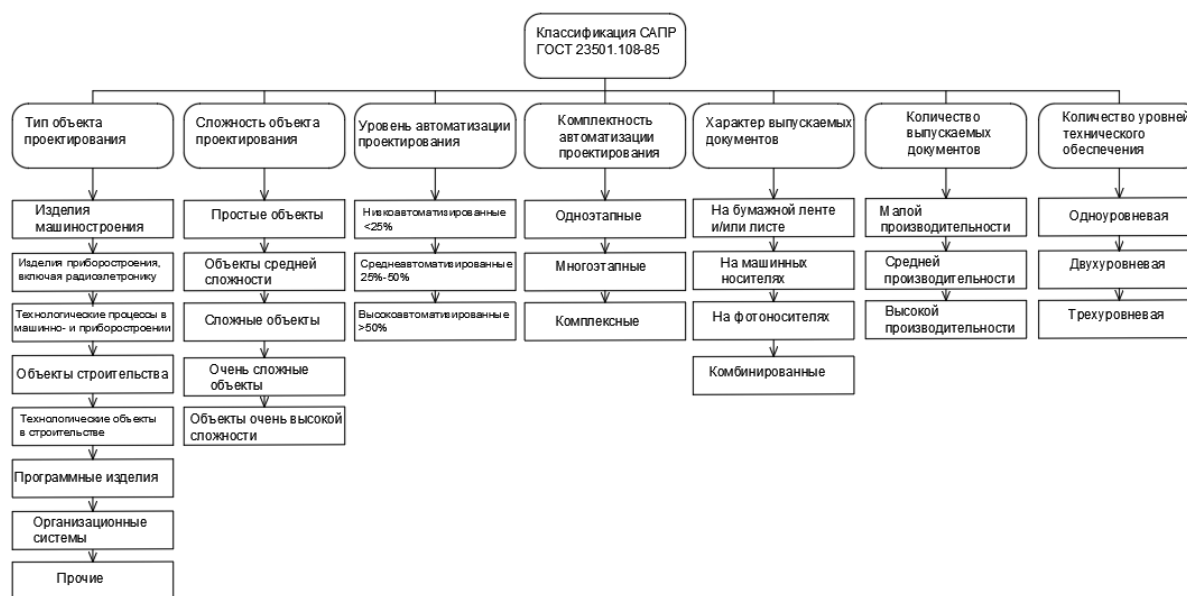 Классификация САПР
ГОСТ 23501.108-85
Тип объекта
проектирования
Сложность объекта
проектирования
Уровень автоматизации
проектирования
Комплектность
автоматизации
проектирования
Характер выпускаемых
документов
Количество
выпускаемых
документов
Количество уровней
технического
обеспечения
Изделия
машиностроения
Изделия приборостроения,
включая радиоэлетронику
Технологические процессы в
машинно- и приборостроении
Объекты строительства
Технологические объекты
в строительстве
Программные изделия
Организационные
системы
Прочие
Простые объекты
Объекты средней
сложности
Сложные объекты
Очень сложные
объекты
Объекты очень высокой
сложности
Низкоавтоматизированные
<25%
Среднеавтомативированные
25%-50%
Высокоавтомативированные
>50%
Одноэтапные
Многоэтапные
Комплексные
На бумажной ленте
и/или листе
На машинных
носителях
На фотоносителях
Комбинированные
Малой
производительности
Средней
производительности
Высокой
производительности
Одноуровневая
Двухуровневая
Трехуровневая